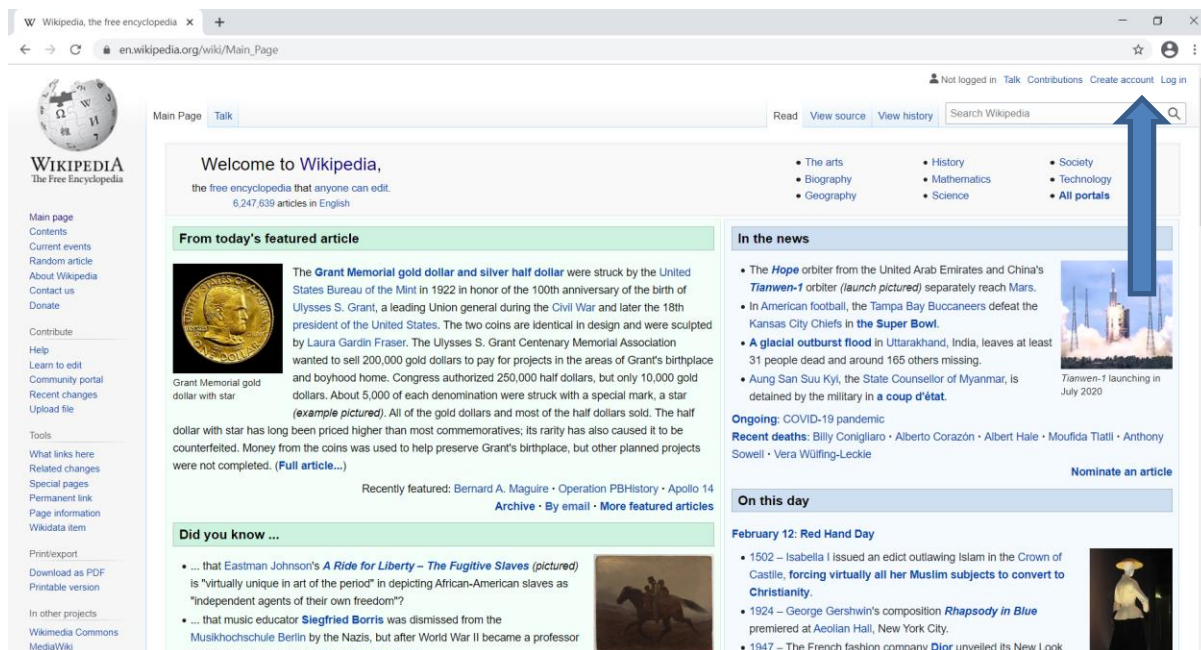 Wikipedia, the free encyclopedia
en.wikipedia.org/wiki/Main_Page
Not logged in Talk Contributions Create account Log in
Main Page Talk
Read View source View history Search Wikipedia
WIKIPEDIA
The Free Encyclopedia
Main page
Contents
Current events
Random article
About Wikipedia
Contact us
Donate
Contribute
Help
Learn to edit
Community portal
Recent changes
Upload file
Tools
What links here
Related changes
Special pages
Permanent link
Page information
Wikidata item
Print/export
Download as PDF
Printable version
In other projects
Wikimedia Commons
MediaWiki
Welcome to Wikipedia,
the free encyclopedia that anyone can edit.
6,247,639 articles in English
• The arts
• Biography
• Geography
• History
• Mathematics
• Science
• Society
• Technology
• All portals
From today's featured article
The Grant Memorial gold dollar and silver half dollar were struck by the United
States Bureau of the Mint in 1922 in honor of the 100th anniversary of the birth of
Ulysses S. Grant, a leading Union general during the Civil War and later the 18th
president of the United States. The two coins are identical in design and were sculpted
by Laura Gardin Fraser. The Ulysses S. Grant Centenary Memorial Association
wanted to sell 200,000 gold dollars to pay for projects in the areas of Grant's birthplace
and boyhood home. Congress authorized 250,000 half dollars, but only 10,000 gold
dollars. About 5,000 of each denomination were struck with a special mark, a star
(example pictured). All of the gold dollars and most of the half dollars sold. The half
dollar with star has long been priced higher than most commemoratives; its rarity has also caused it to be
counterfeited. Money from the coins was used to help preserve Grant's birthplace, but other planned projects
were not completed. (Full article...)
Grant Memorial gold
dollar with star
Recently featured: Bernard A. Maguire • Operation PBHistory • Apollo 14
Archive • By email • More featured articles
Did you know ...
• ... that Eastman Johnson's A Ride for Liberty – The Fugitive Slaves (pictured)
is "virtually unique in art of the period" in depicting African-American slaves as
"independent agents of their own freedom"?
• ... that music educator Siegfried Borris was dismissed from the
Musikhochschule Berlin by the Nazis, but after World War II became a professor
In the news
• The Hope orbiter from the United Arab Emirates and China's
Tianwen-1 orbiter (launch pictured) separately reach Mars.
• In American football, the Tampa Bay Buccaneers defeat the
Kansas City Chiefs in the Super Bowl.
• A glacial outburst flood in Uttarakhand, India, leaves at least
31 people dead and around 165 others missing.
• Aung San Suu Kyi, the State Counsellor of Myanmar, is
detained by the military in a coup d'état.
Tianwen-1 launching in
July 2020
Ongoing: COVID-19 pandemic
Recent deaths: Billy Conigliaro • Alberto Corazón • Albert Hale • Moufida Tlatli • Anthony
Sowell • Vera Wülfing-Leckie
Nominate an article
On this day
February 12: Red Hand Day
• 1502 – Isabella I issued an edict outlawing Islam in the Crown of
Castile, forcing virtually all her Muslim subjects to convert to
Christianity.
• 1924 – George Gershwin's composition Rhapsody in Blue
premiered at Aeolian Hall, New York City.
• 1947 – The French fashion company Dior unveiled its New Look